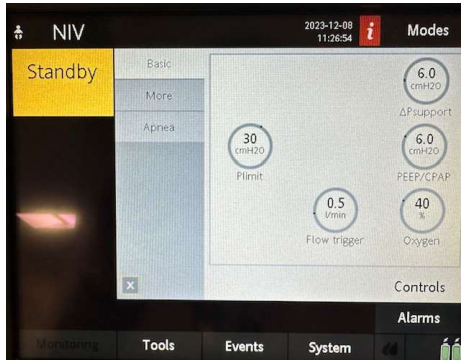 NIV
2023-12-08
11:26:54
i
Modes
Standby
Basic
More
Apnea
6.0
cmH2O
ΔPsupport
30
cmH2O
Plimit
6.0
cmH2O
PEEP/CPAP
0.5
l/min
Flow trigger
40
%
Oxygen
x
Controls
Alarms
Monitoring
Tools
Events
System